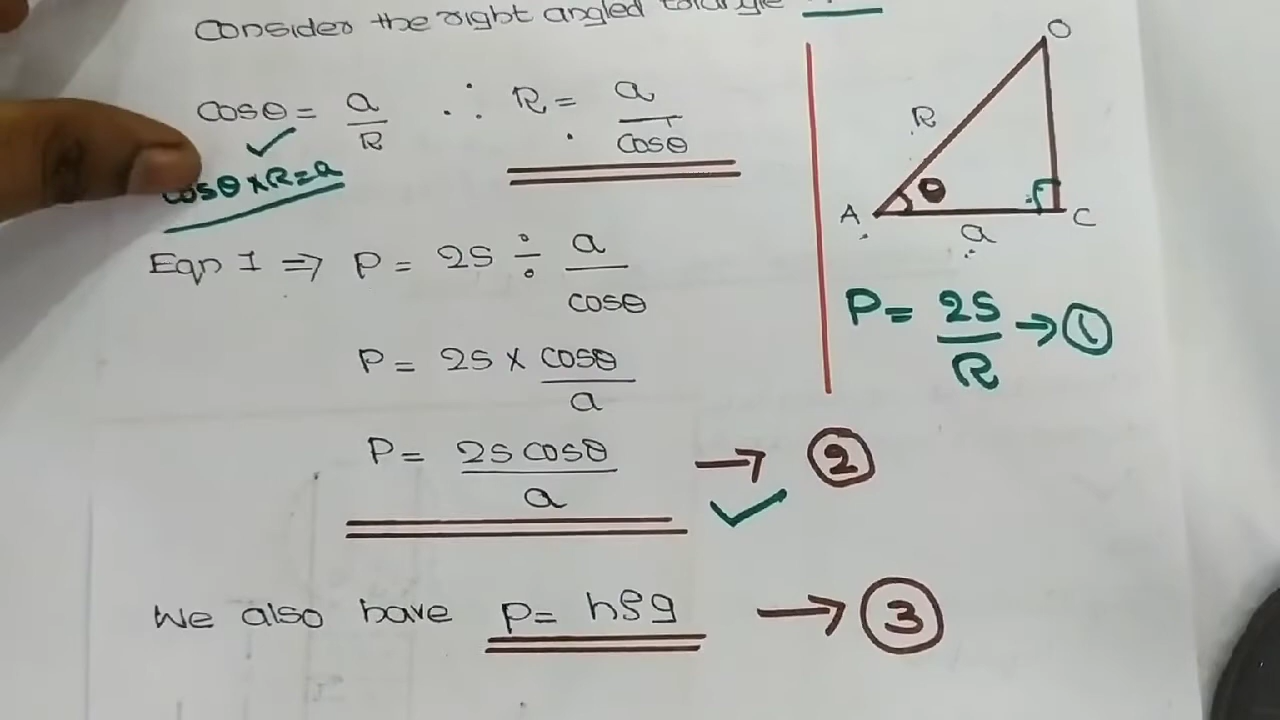 Consider the right angled triangle
cosθ = a/R ∴ R = a/cosθ
cosθ × R = a
Eqn 1 ⇒ P = 2S ÷ a/cosθ
P = 2S × cosθ/a
P = 2S cosθ/a → ②
We also have P = hρg → ③
O
R
θ
A
C
a
P = 2S/R → ①